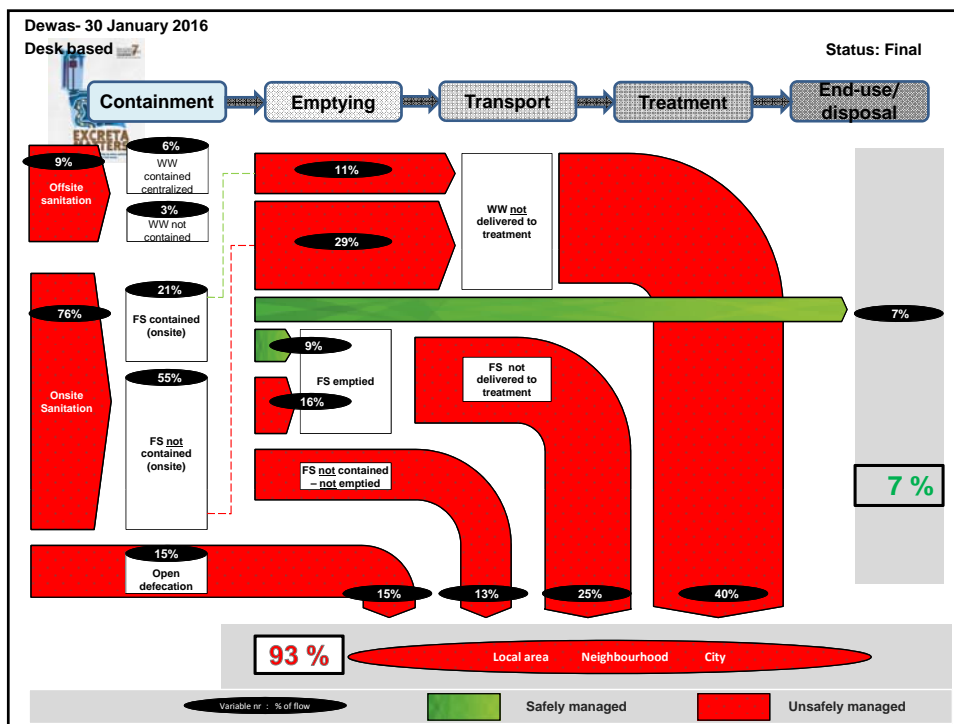 Dewas- 30 January 2016
Desk based
Status: Final
Containment
Emptying
Transport
Treatment
End-use/
disposal
EXCRETA
MATTERS
7
9%
Offsite
sanitation
6%
WW
contained
centralized
3%
WW not
contained
11%
29%
WW not
delivered to
treatment
7%
76%
Onsite
Sanitation
21%
FS contained
(onsite)
55%
FS not
contained
(onsite)
9%
16%
FS emptied
FS not
delivered to
treatment
FS not contained
– not emptied
7 %
15%
Open
defecation
15%
13%
25%
40%
93 %
Local area Neighbourhood City
Variable nr : % of flow
Safely managed
Unsafely managed